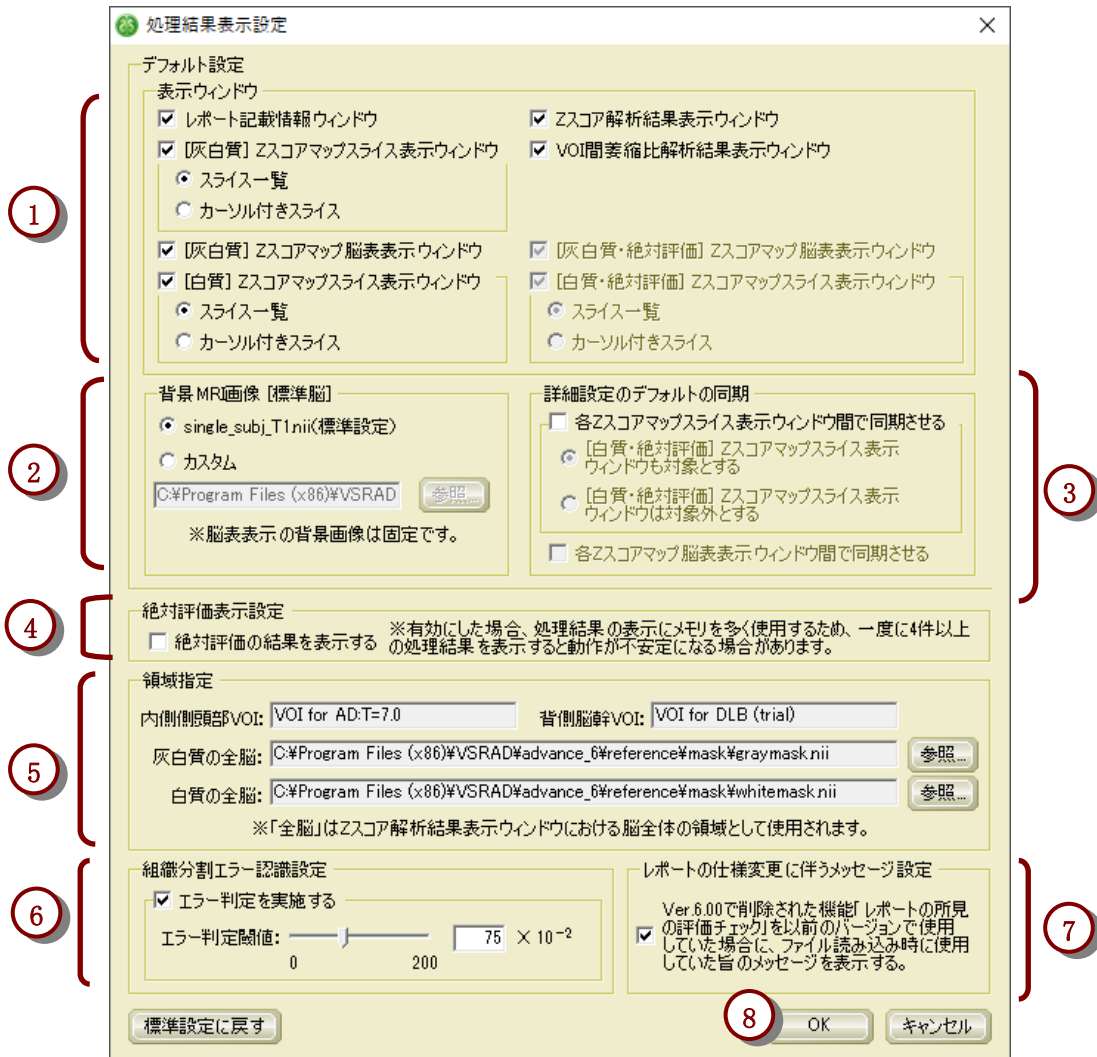 処理結果表示設定
デフォルト設定
表示ウィンドウ
レポート記載情報ウィンドウ
Zスコア解析結果表示ウィンドウ
[灰白質] Zスコアマップスライス表示ウィンドウ
VOI間萎縮比解析結果表示ウィンドウ
スライス一覧
カーソル付きスライス
1
[灰白質] Zスコアマップ脳表表示ウィンドウ
[灰白質・絶対評価] Zスコアマップ脳表表示ウィンドウ
[白質] Zスコアマップスライス表示ウィンドウ
[白質・絶対評価] Zスコアマップスライス表示ウィンドウ
スライス一覧
スライス一覧
カーソル付きスライス
カーソル付きスライス
背景MRI画像 [標準脳]
single_subj_T1.nii(標準設定)
カスタム
2
C:¥Program Files (x86)¥VSRAD
参照...
※脳表表示の背景画像は固定です。
詳細設定のデフォルトの同期
各Zスコアマップスライス表示ウィンドウ間で同期させる
[白質・絶対評価] Zスコアマップスライス表示
ウィンドウも対象とする
3
[白質・絶対評価] Zスコアマップスライス表示
ウィンドウは対象外とする
各Zスコアマップ脳表表示ウィンドウ間で同期させる
絶対評価表示設定
4
絶対評価の結果を表示する
※有効にした場合、処理結果の表示にメモリを多く使用するため、一度に4件以上
の処理結果を表示すると動作が不安定になる場合があります。
領域指定
内側側頭部VOI: VOI for AD:T=7.0
背側脳幹VOI: VOI for DLB (trial)
5
灰白質の全脳: C:¥Program Files (x86)¥VSRAD¥advance_6¥reference¥mask¥graymask.nii 参照...
白質の全脳: C:¥Program Files (x86)¥VSRAD¥advance_6¥reference¥mask¥whitemask.nii 参照...
※「全脳」はZスコア解析結果表示ウィンドウにおける脳全体の領域として使用されます。
組織分割エラー認識設定
6
エラー判定を実施する
エラー判定閾値: 75 ×10⁻²
0 200
レポートの仕様変更に伴うメッセージ設定
Ver.6.00で削除された機能「レポートの所見
の評価チェック」を以前のバージョンで使用
していた場合に、ファイル読み込み時に使用
していた旨のメッセージを表示する。
7
標準設定に戻す
8
OK
キャンセル